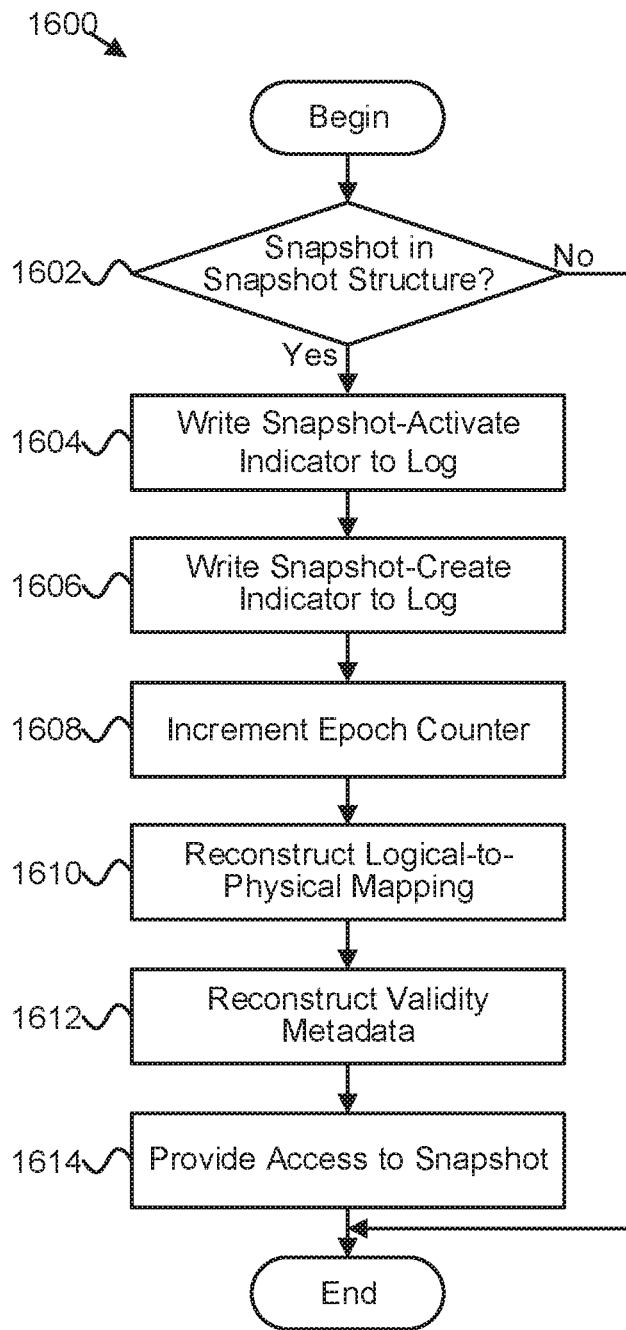 1600
Begin
1602
Snapshot in
Snapshot Structure?
No
Yes
1604
Write Snapshot-Activate
Indicator to Log
1606
Write Snapshot-Create
Indicator to Log
1608
Increment Epoch Counter
1610
Reconstruct Logical-to-
Physical Mapping
1612
Reconstruct Validity
Metadata
1614
Provide Access to Snapshot
End